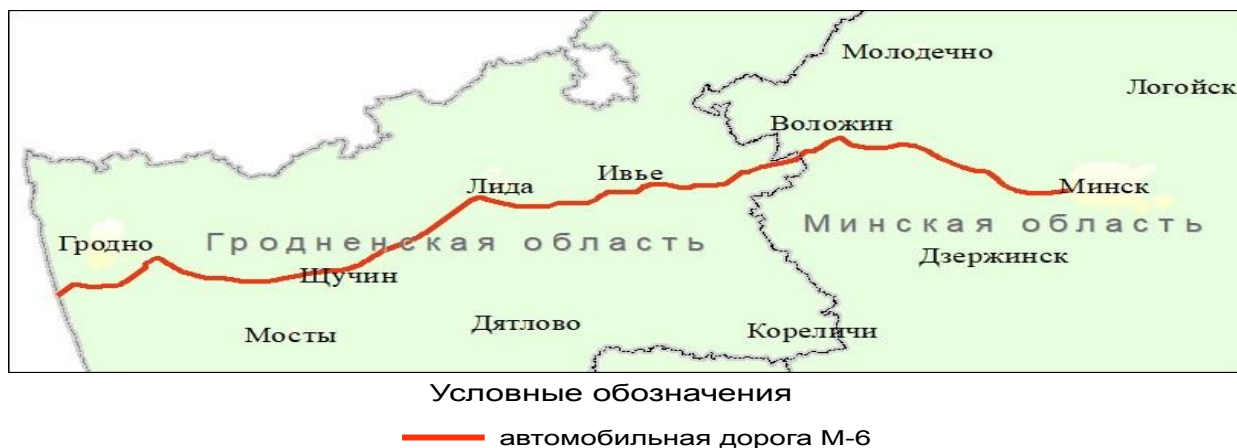 Молодечно
Логойск
Воложин
Ивье
Лида
Минск
Гродно
Гродненская область
Минская область
Дзержинск
Щучин
Мосты
Дятлово
Кореличи
Условные обозначения
автомобильная дорога М-6